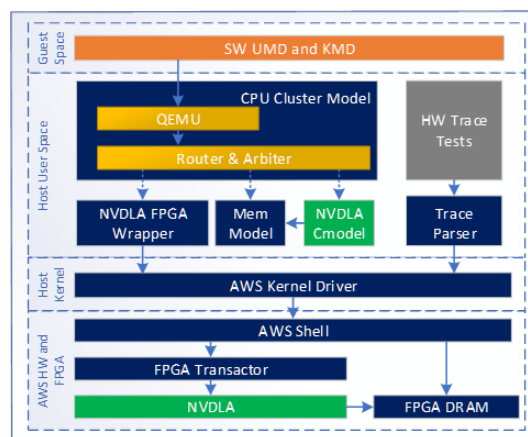 Guest
Space
SW UMD and KMD
Host User Space
CPU Cluster Model
QEMU
Router & Arbiter
HW Trace
Tests
NVDLA FPGA
Wrapper
Mem
Model
NVDLA
Cmodel
Trace
Parser
Host
Kernel
AWS Kernel Driver
AWS HW and
FPGA
AWS Shell
FPGA Transactor
NVDLA
FPGA DRAM